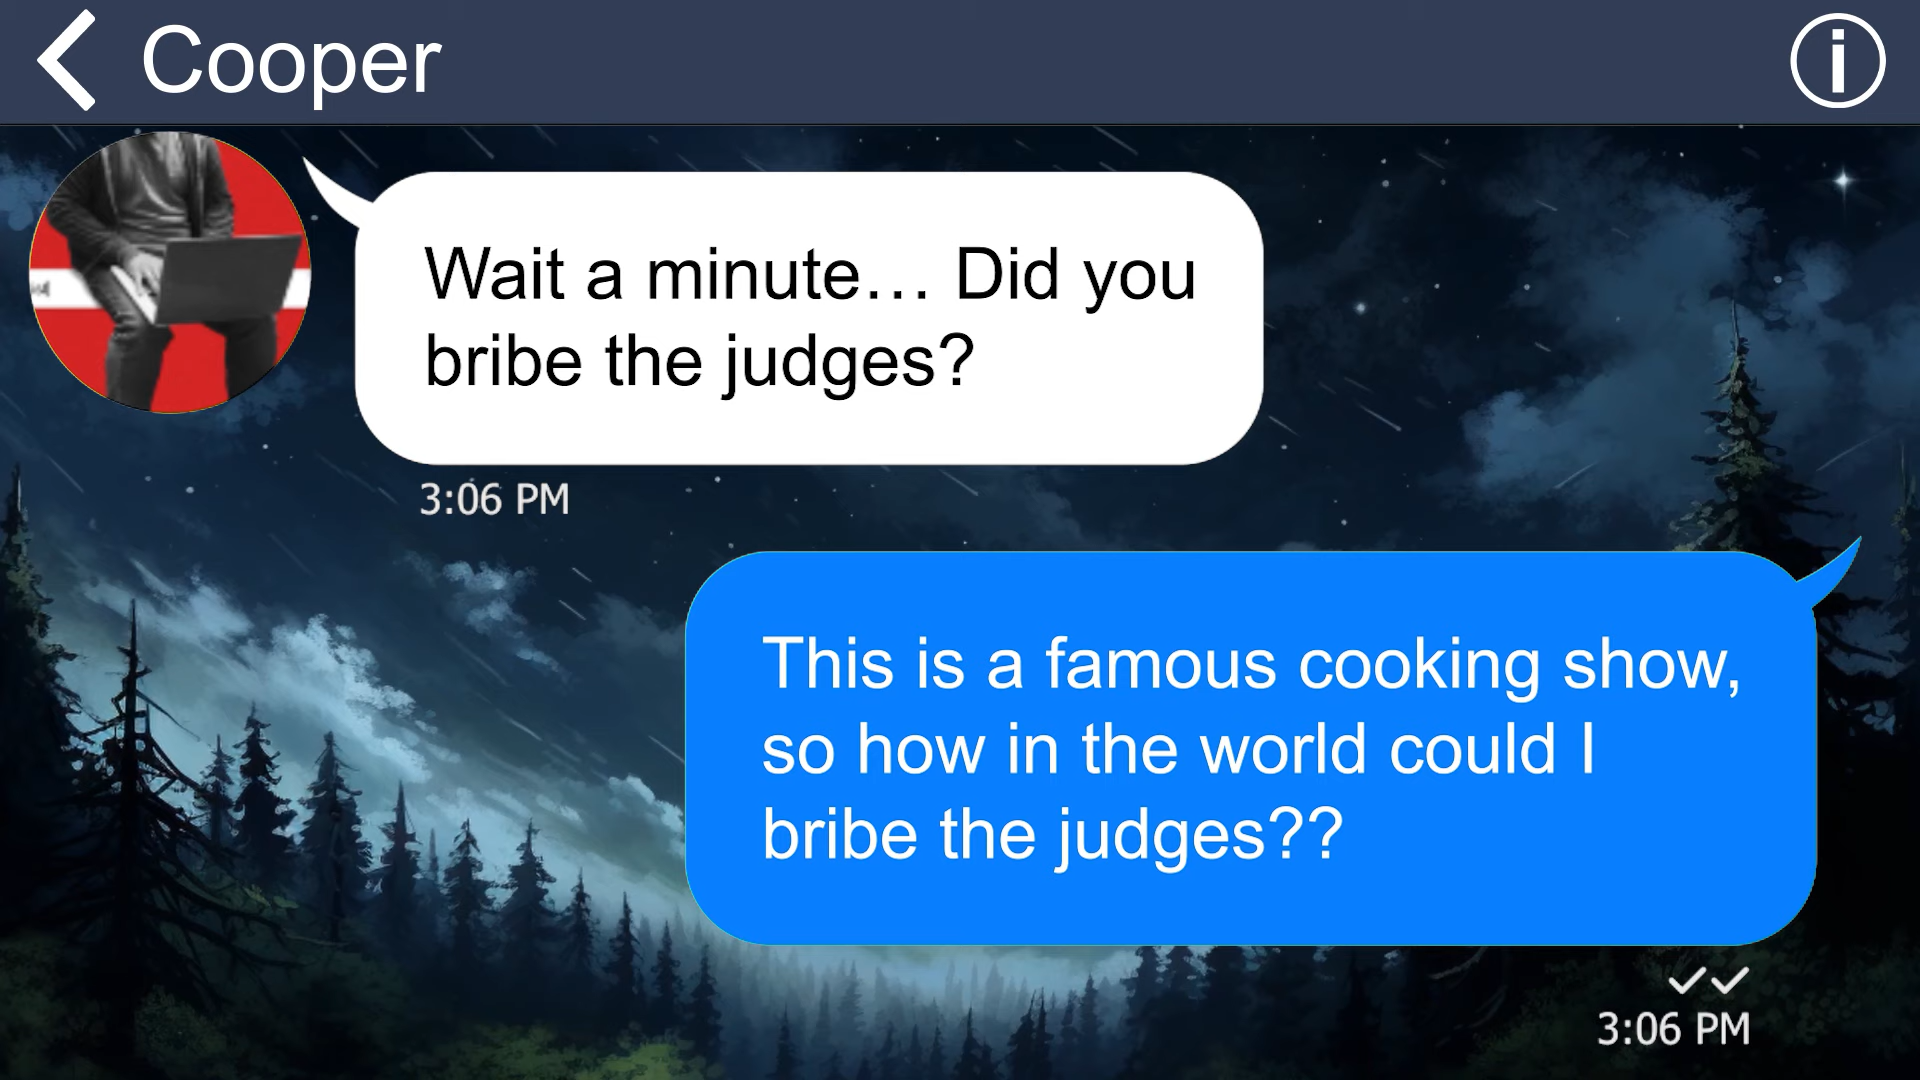 Cooper
Wait a minute… Did you
bribe the judges?
3:06 PM
This is a famous cooking show,
so how in the world could I
bribe the judges??
3:06 PM